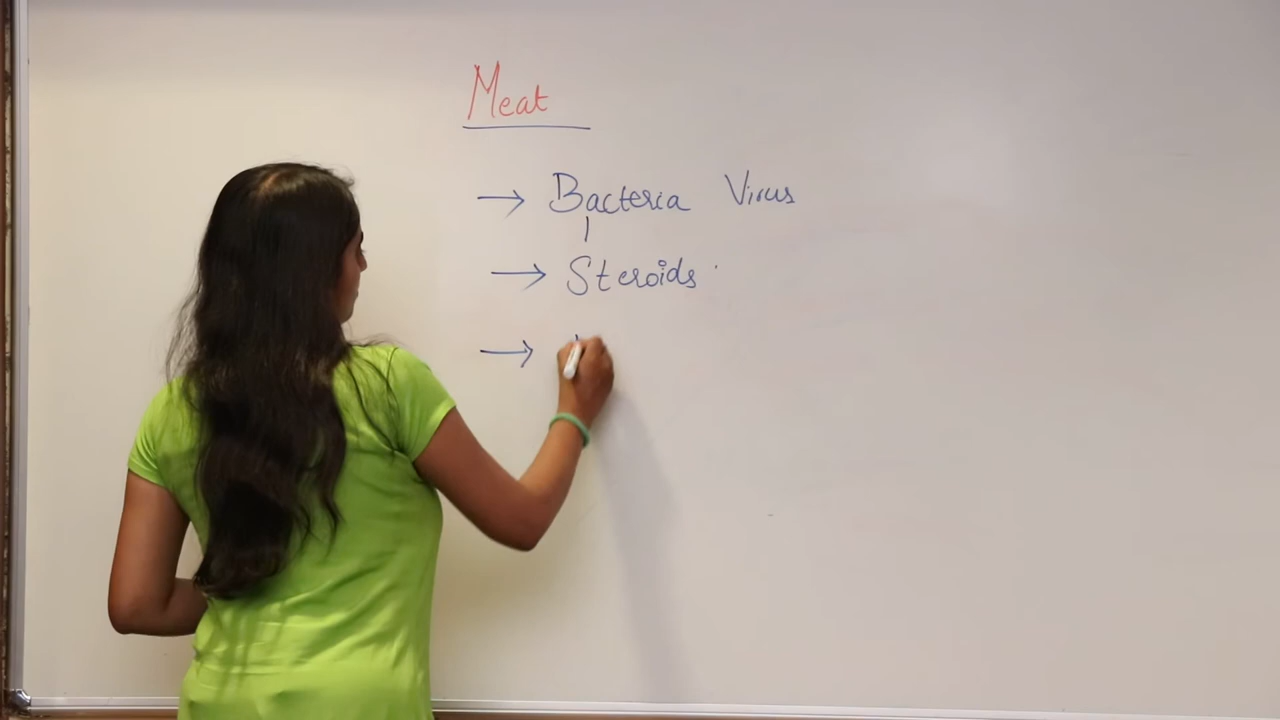 Meat
→ Bacteria Virus
→ Steroids
→